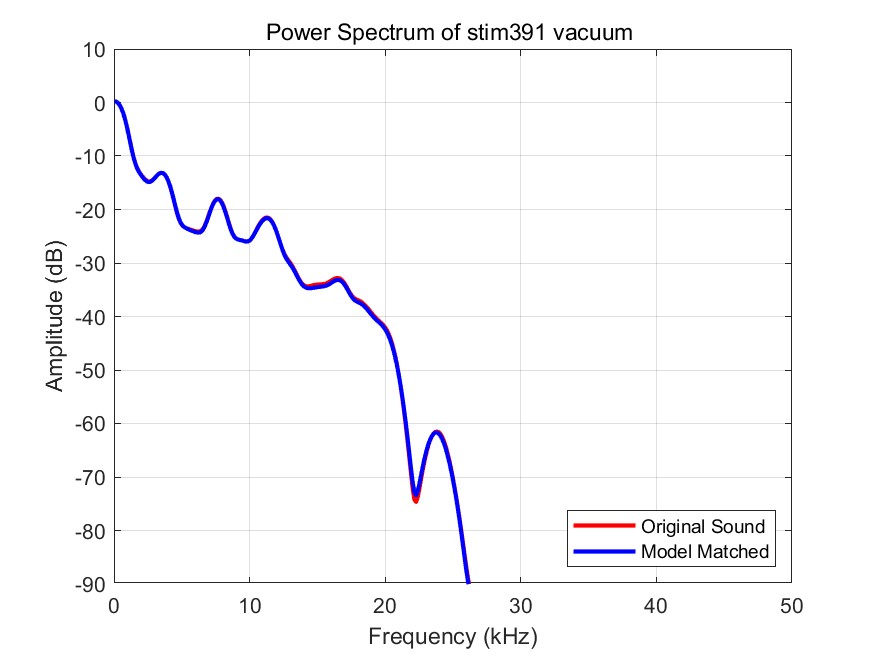 Power Spectrum of stim391 vacuum
10
0
-10
-20
-30
-40
-50
-60
-70
-80
-90
Amplitude (dB)
Original Sound
Model Matched
0 10 20 30 40 50
Frequency (kHz)